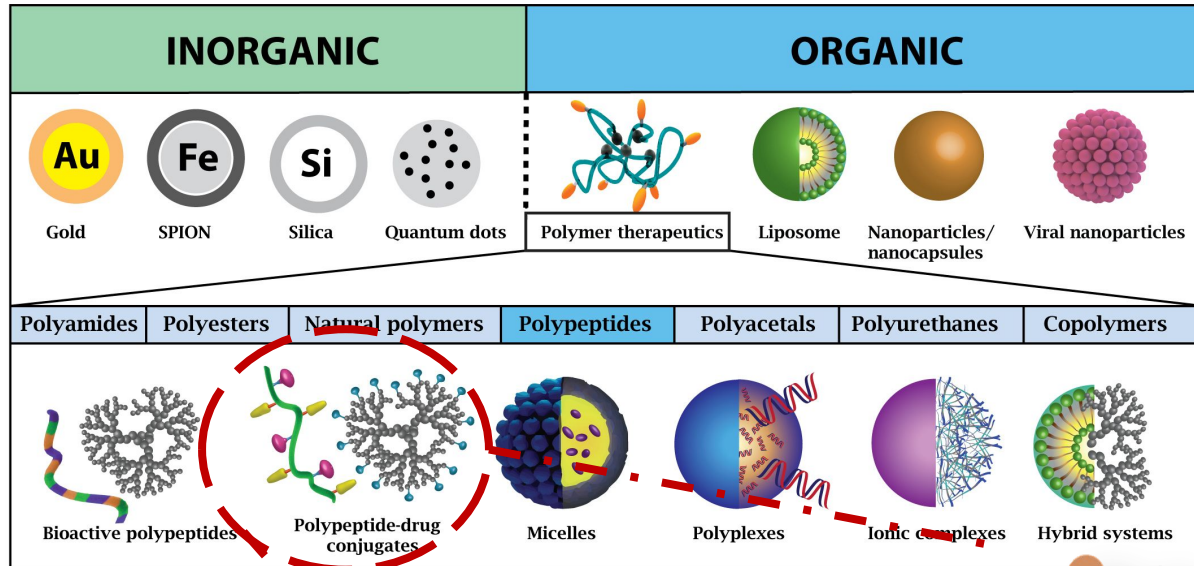 INORGANIC
ORGANIC
Au
Fe
Si
Gold
SPION
Silica
Quantum dots
Polymer therapeutics
Liposome
Nanoparticles/
nanocapsules
Viral nanoparticles
Polyamides
Polyesters
Natural polymers
Polypeptides
Polyacetals
Polyurethanes
Copolymers
Bioactive polypeptides
Polypeptide-drug
conjugates
Micelles
Polyplexes
Ionic complexes
Hybrid systems